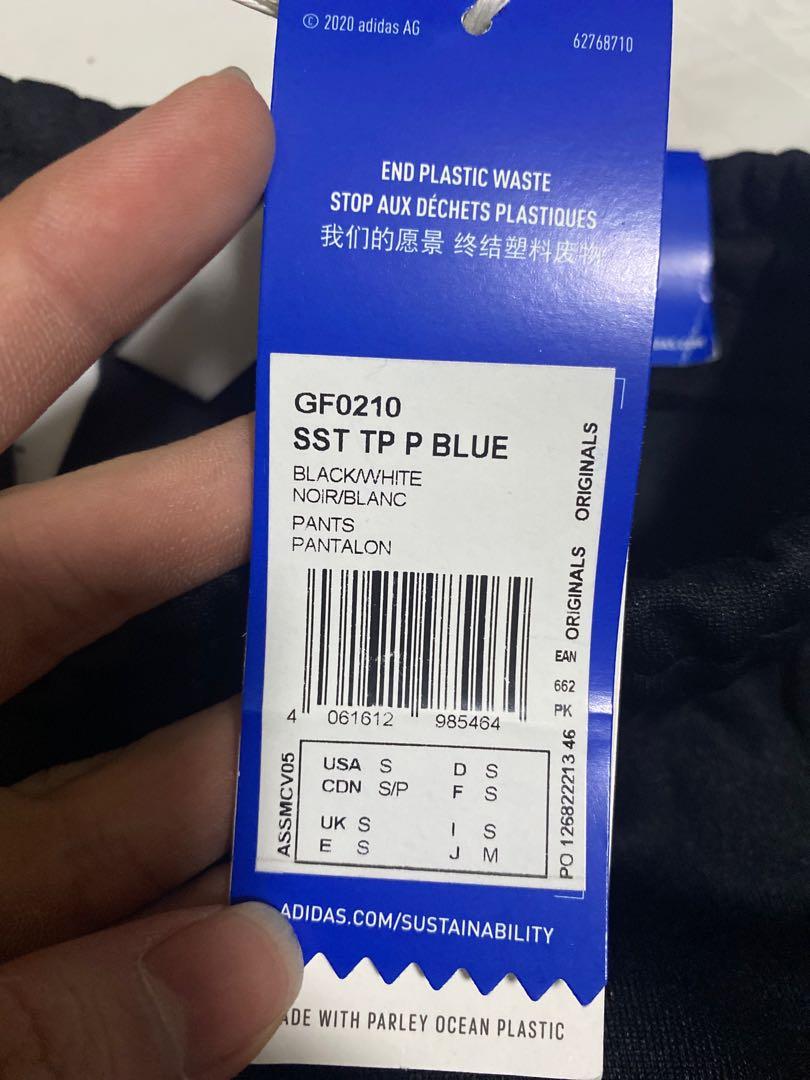 © 2020 adidas AG
62768710
END PLASTIC WASTE
STOP AUX DÉCHETS PLASTIQUES
我们的愿景 终结塑料废物
GF0210
SST TP P BLUE
BLACK/WHITE
NOIR/BLANC
PANTS
PANTALON
ORIGINALS
ORIGINALS
EAN
662
PK
4 061612 985464
PO 126822213 46
ASSMCV05
USA S D S
CDN S/P F S
UK S I S
E S J M
ADIDAS.COM/SUSTAINABILITY
WITH PARLEY OCEAN PLASTIC